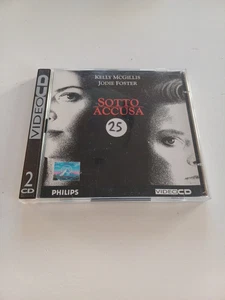 KELLY McGILLIS
JODIE FOSTER
SOTTO
ACCUSA
25
VIDEO CD
2
CD
PHILIPS
VIDEO CD